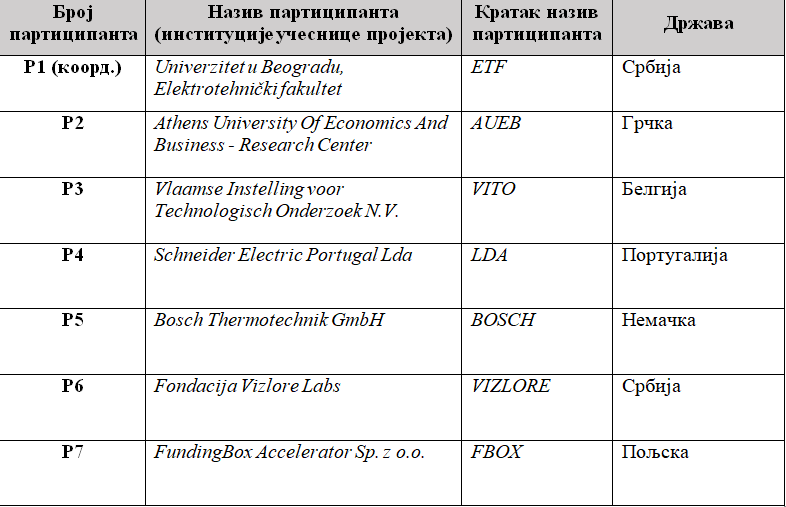 Број партиципанта
Назив партиципанта (институције учеснице пројекта)
Кратак назив партиципанта
Држава
P1 (коорд.)
Univerzitet u Beogradu,
Elektrotehnički fakultet
ETF
Србија
P2
Athens University Of Economics And
Business - Research Center
AUEB
Грчка
P3
Vlaamse Instelling voor
Technologisch Onderzoek N.V.
VITO
Белгија
P4
Schneider Electric Portugal Lda
LDA
Португалија
P5
Bosch Thermotechnik GmbH
BOSCH
Немачка
P6
Fondacija Vizlore Labs
VIZLORE
Србија
P7
FundingBox Accelerator Sp. z o.o.
FBOX
Пољска